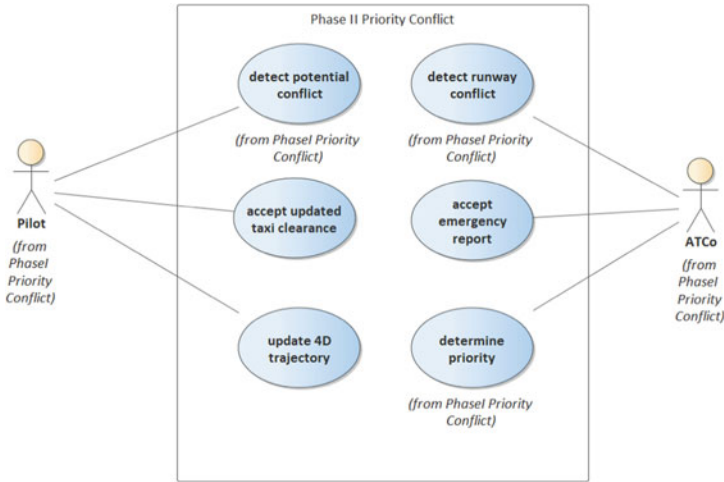 Phase II Priority Conflict
detect potential
conflict
(from PhaseI Priority
Conflict)
detect runway
conflict
(from PhaseI Priority
Conflict)
Pilot
(from
PhaseI
Priority
Conflict)
accept updated
taxi clearance
accept
emergency
report
ATCo
(from
PhaseI
Priority
Conflict)
update 4D
trajectory
determine
priority
(from PhaseI Priority
Conflict)